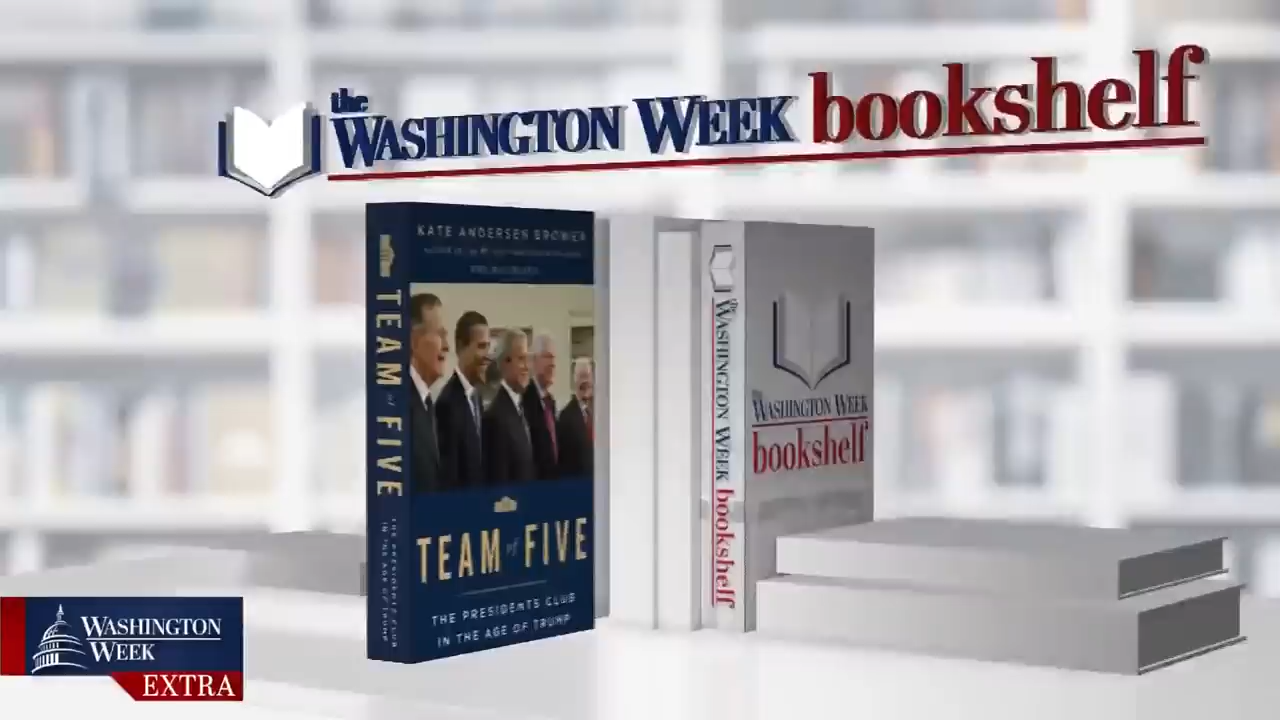 the
WASHINGTON WEEK bookshelf
KATE ANDERSEN BROWER
TEAM of FIVE
THE PRESIDENTS CLUB
IN THE AGE OF TRUMP
TEAM of FIVE
THE PRESIDENTS CLUB
IN THE AGE OF TRUMP
the WASHINGTON WEEK bookshelf
WASHINGTON WEEK
bookshelf
WASHINGTON
WEEK
EXTRA